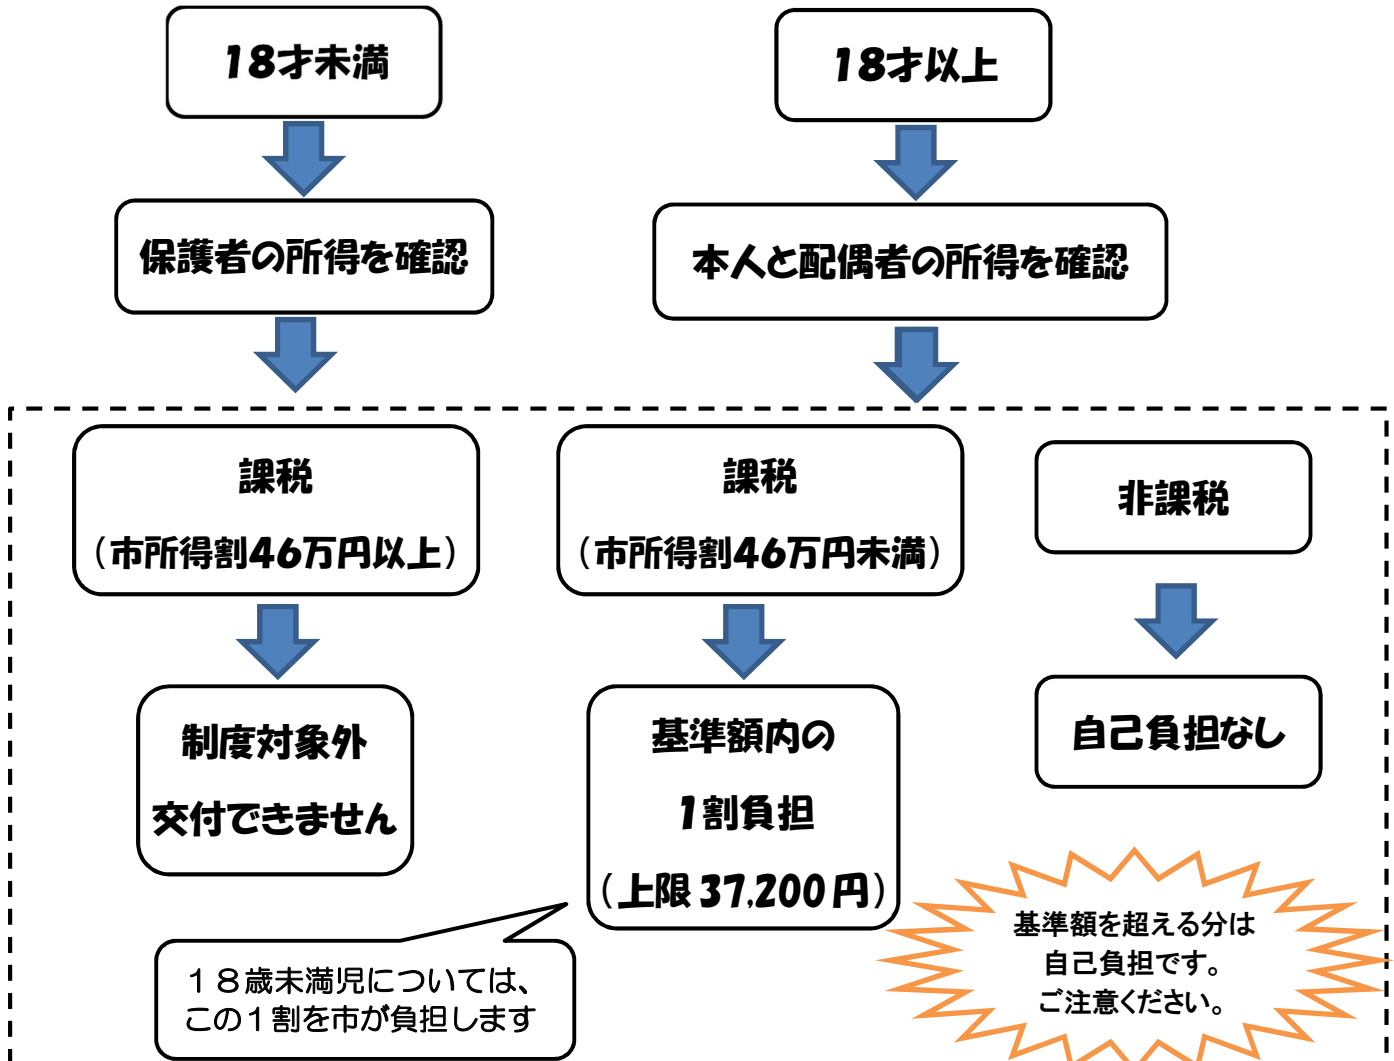 18才未満
18才以上
保護者の所得を確認
本人と配偶者の所得を確認
課税
（市所得割46万円以上）
課税
（市所得割46万円未満）
非課税
制度対象外
交付できません
基準額内の
1割負担
（上限 37,200 円）
自己負担なし
１８歳未満児については、
この１割を市が負担します
基準額を超える分は
自己負担です。
ご注意ください。